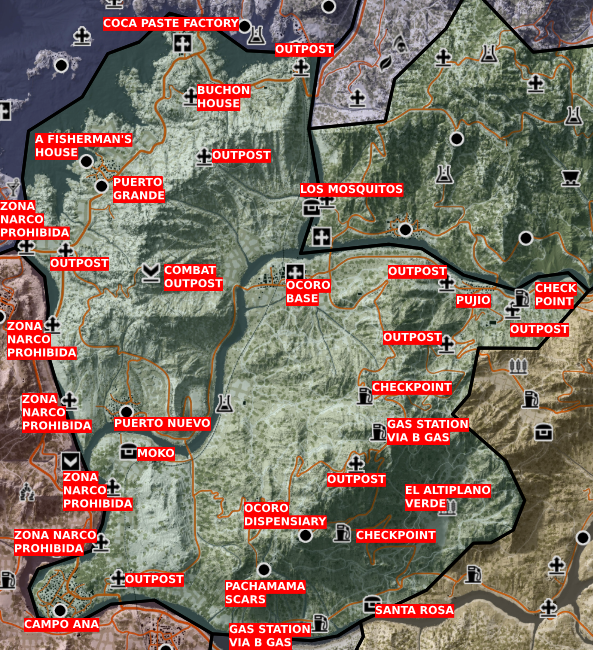 COCA PASTE FACTORY
OUTPOST
BUCHON
HOUSE
A FISHERMAN'S
HOUSE
OUTPOST
PUERTO
GRANDE
LOS MOSQUITOS
ZONA
NARCO
PROHIBIDA
OUTPOST
COMBAT
OUTPOST
OCORO
BASE
OUTPOST
PUJIO
CHECK
POINT
OUTPOST
ZONA
NARCO
PROHIBIDA
OUTPOST
CHECKPOINT
ZONA
NARCO
PROHIBIDA
PUERTO NUEVO
GAS STATION
VIA B GAS
MOKO
ZONA
NARCO
PROHIBIDA
OUTPOST
EL ALTIPLANO
VERDE
OCORO
DISPENSIARY
ZONA NARCO
PROHIBIDA
CHECKPOINT
OUTPOST
PACHAMAMA
SCARS
SANTA ROSA
CAMPO ANA
GAS STATION
VIA B GAS